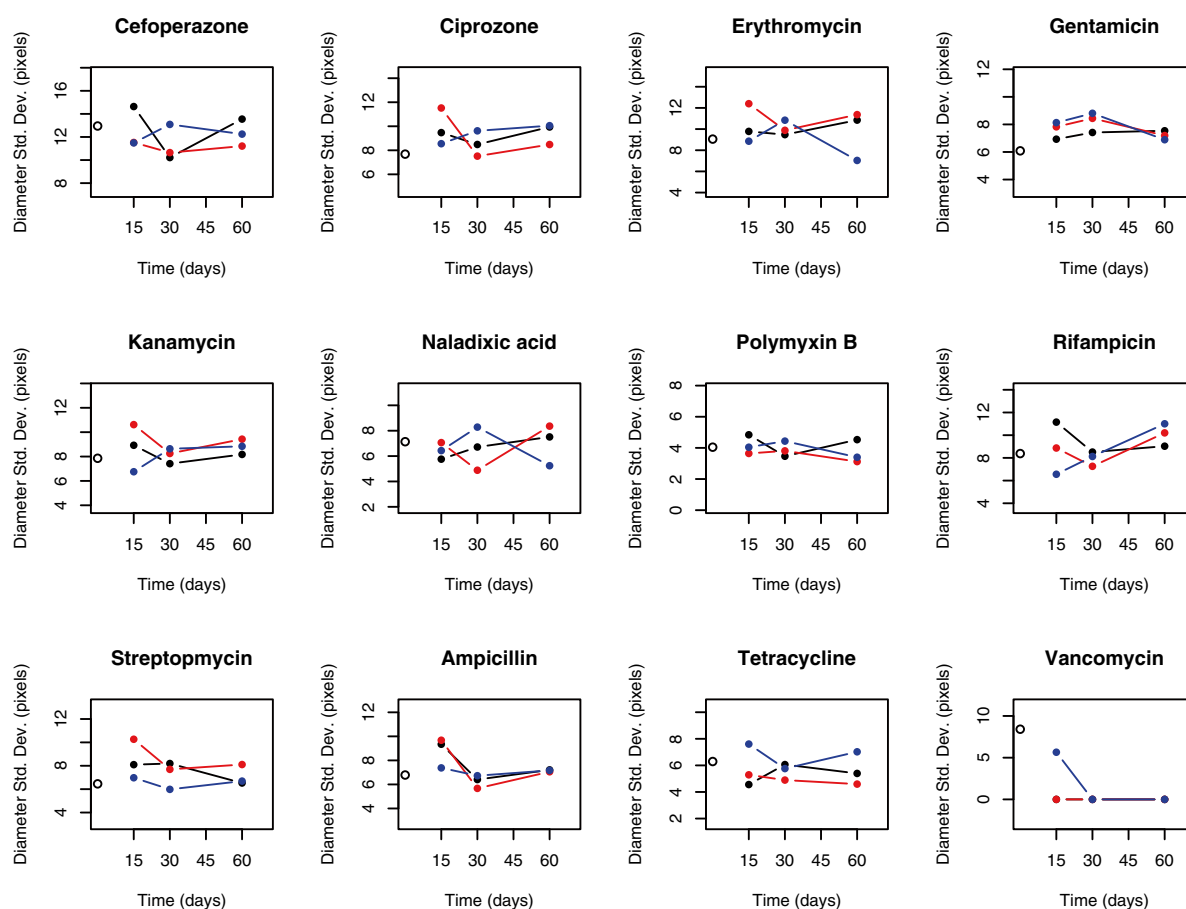 Cefoperazone
Diameter Std. Dev. (pixels)
8 12 16
15 30 45 60
Time (days)
Ciprozone
Diameter Std. Dev. (pixels)
6 8 12
15 30 45 60
Time (days)
Erythromycin
Diameter Std. Dev. (pixels)
4 8 12
15 30 45 60
Time (days)
Gentamicin
Diameter Std. Dev. (pixels)
4 6 8 12
15 30 45 60
Time (days)
Kanamycin
Diameter Std. Dev. (pixels)
4 6 8 12
15 30 45 60
Time (days)
Naladixic acid
Diameter Std. Dev. (pixels)
2 4 6 8
15 30 45 60
Time (days)
Polymyxin B
Diameter Std. Dev. (pixels)
0 2 4 6 8
15 30 45 60
Time (days)
Rifampicin
Diameter Std. Dev. (pixels)
4 8 12
15 30 45 60
Time (days)
Streptopmycin
Diameter Std. Dev. (pixels)
4 6 8 12
15 30 45 60
Time (days)
Ampicillin
Diameter Std. Dev. (pixels)
4 6 8 12
15 30 45 60
Time (days)
Tetracycline
Diameter Std. Dev. (pixels)
2 4 6 8
15 30 45 60
Time (days)
Vancomycin
Diameter Std. Dev. (pixels)
0 5 10
15 30 45 60
Time (days)